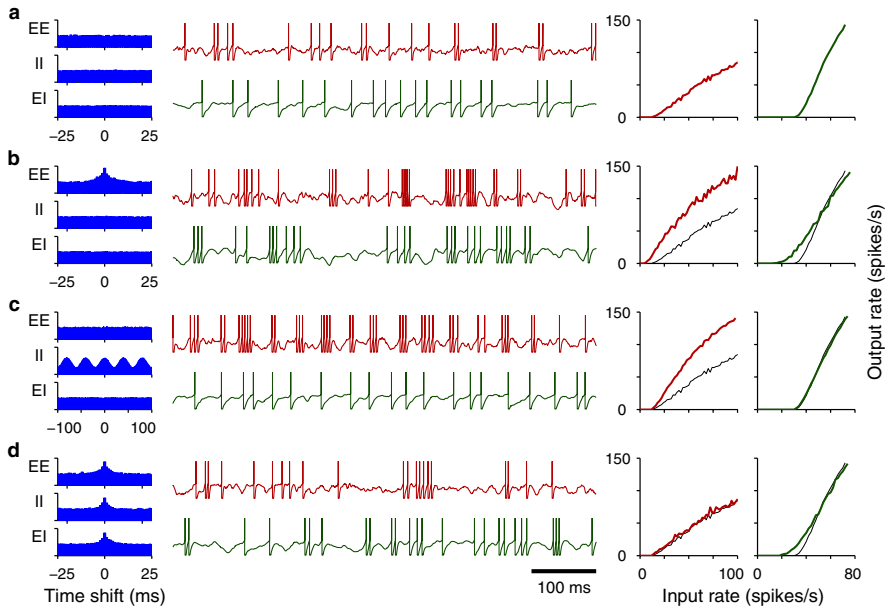 a
EE
II
EI
−25 0 25
150
0
b
EE
II
EI
−25 0 25
150
0
c
EE
II
EI
−100 0 100
150
0
d
EE
II
EI
−25 0 25
Time shift (ms)
100 ms
150
0
0 100 0 80
Input rate (spikes/s)
Output rate (spikes/s)